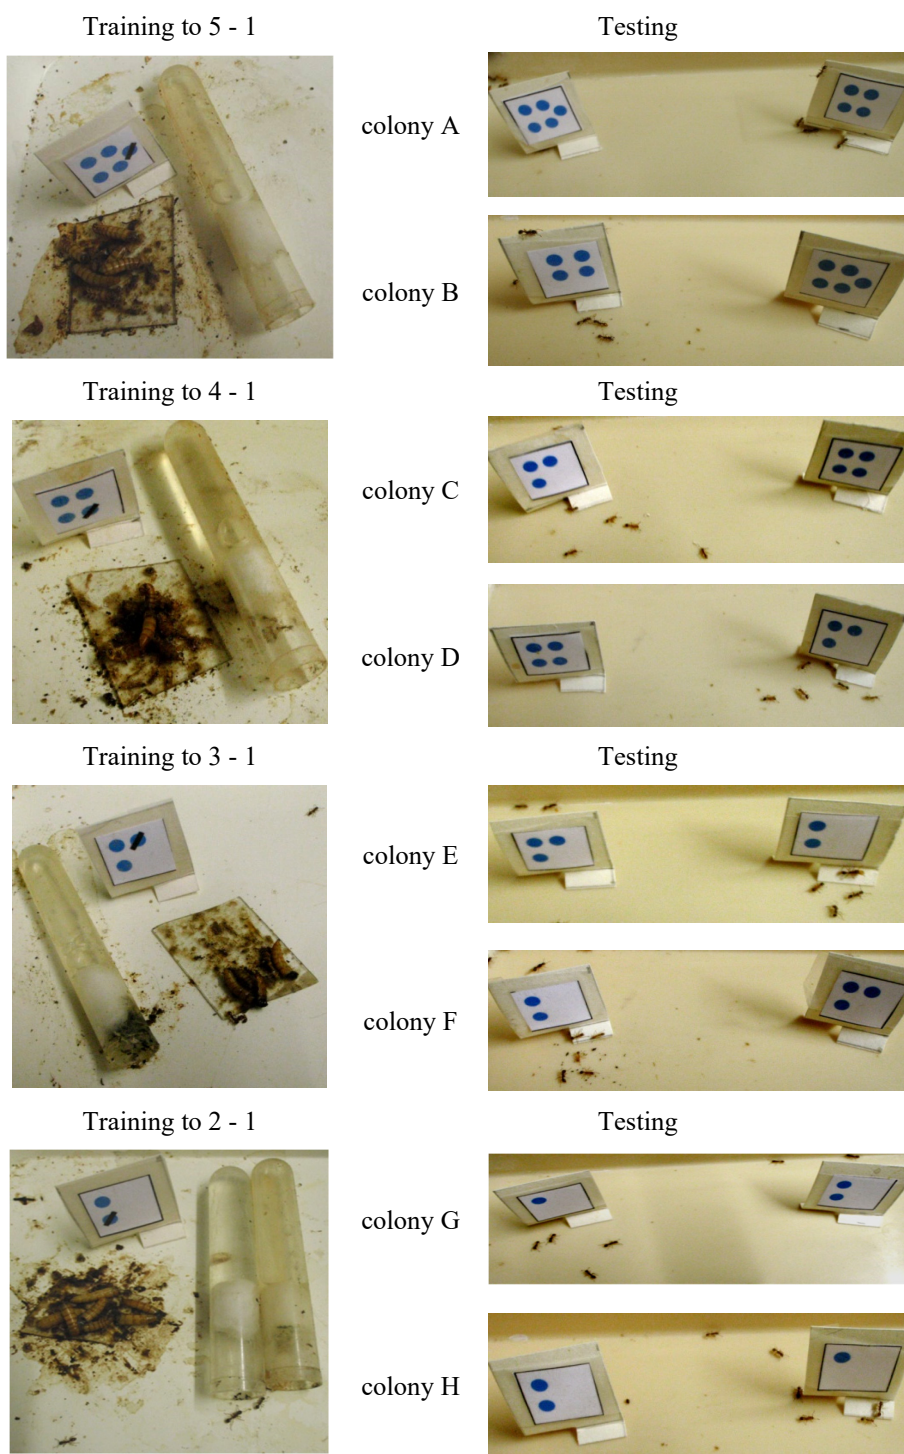 Training to 5 - 1
Testing
colony A
colony B
Training to 4 - 1
Testing
colony C
colony D
Training to 3 - 1
Testing
colony E
colony F
Training to 2 - 1
Testing
colony G
colony H